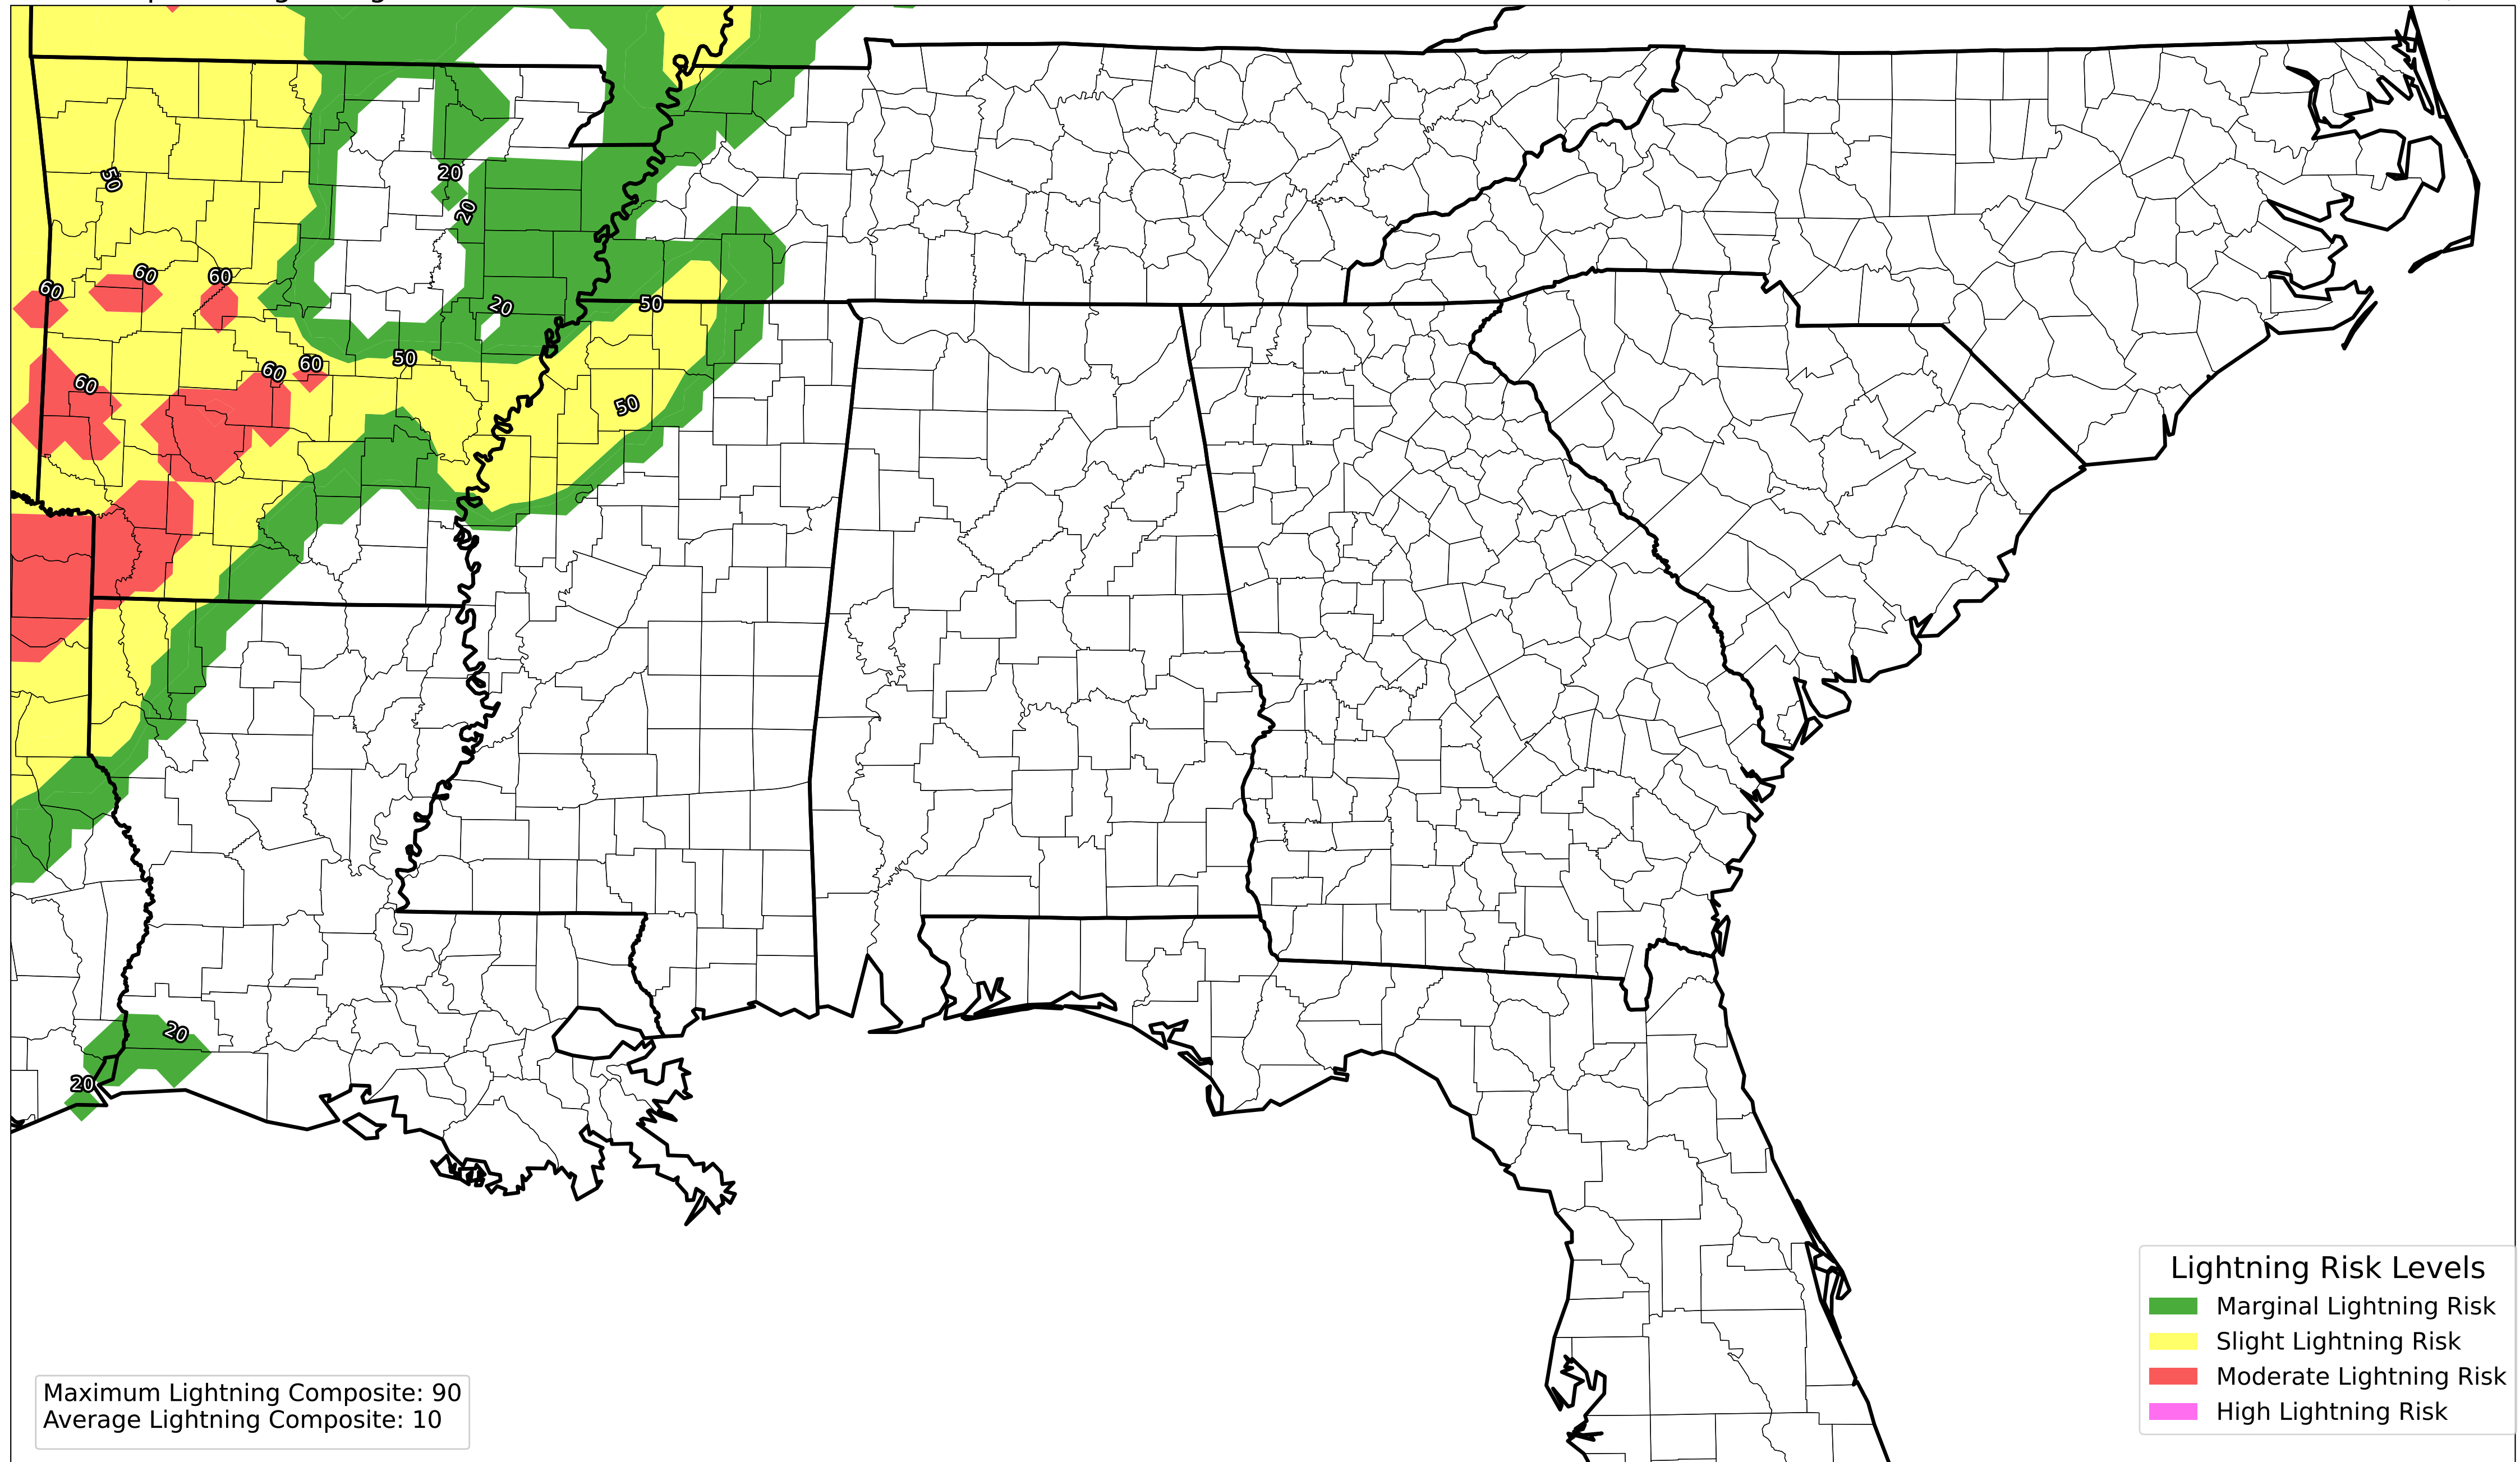 20
50
20
60
60
60
20
50
50
60
60
60
50
20
20
Lightning Risk Levels
Marginal Lightning Risk
Slight Lightning Risk
Moderate Lightning Risk
High Lightning Risk
Maximum Lightning Composite: 90
Average Lightning Composite: 10